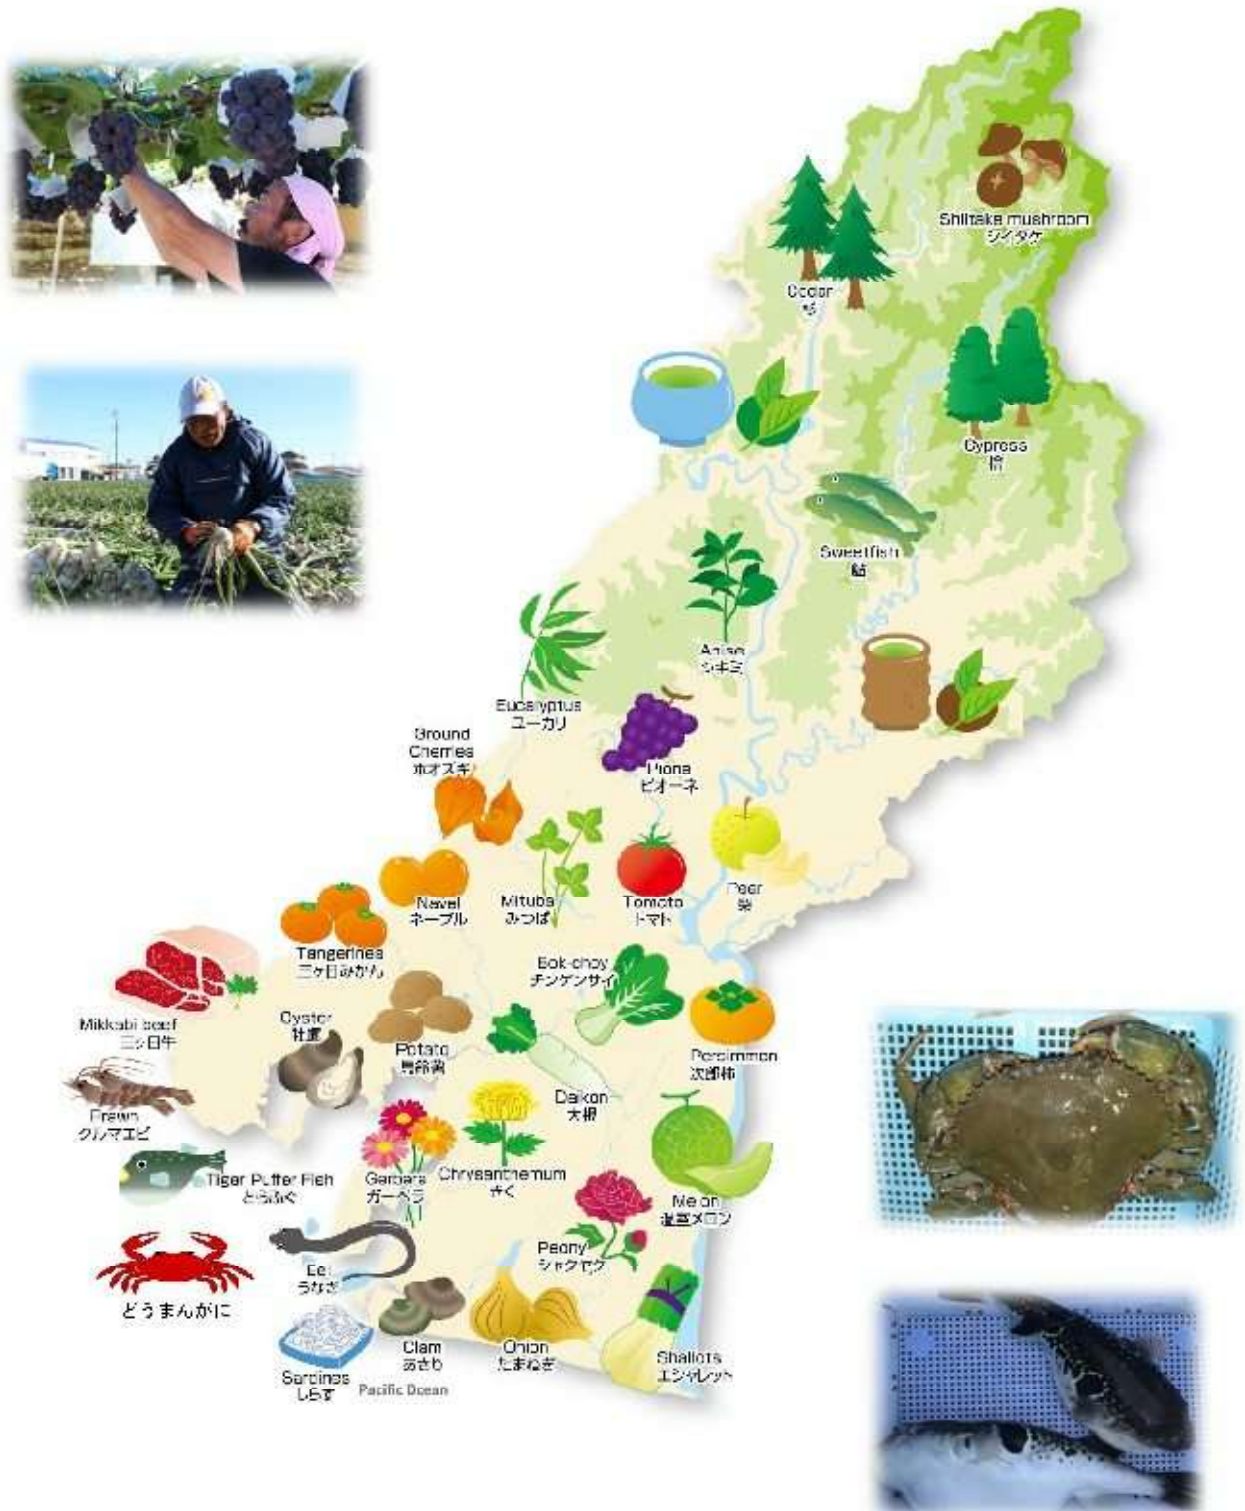 Shiitake mushroom
シイタケ
Cedar
杉
Cypress
檜
Sweetfish
鮎
Anise
シキミ
Eucalyptus
ユーカリ
Ground
Cherries
ホオズキ
Pione
ピオーネ
Navel
ネーブル
Mituba
みつば
Tomato
トマト
Peer
梨
Tangerines
三ヶ日みかん
Bok-choy
チンゲンサイ
Mikkabi beef
三ヶ日牛
Oyster
牡蠣
Potato
馬鈴薯
Persimmon
次郎柿
Daikon
大根
Prawn
クルマエビ
Tiger Puffer Fish
とらふぐ
Gerbera
ガーベラ
Chrysanthemum
きく
Melon
温室メロン
Peony
シャクヤク
Eel
うなぎ
どうまんがに
Clam
あさり
Onion
たまねぎ
Shallots
エシャレット
Sardines
しらす
Pacific Ocean